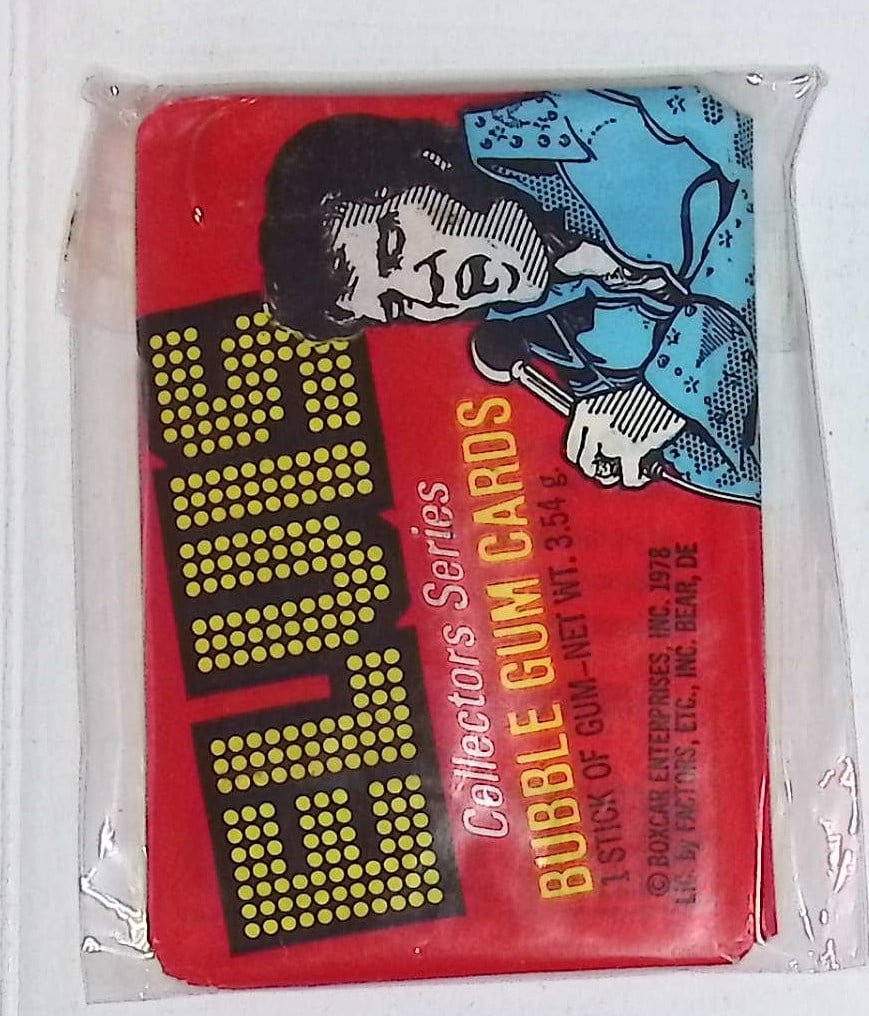 ELVIS
Collectors Series
BUBBLE GUM CARDS
1 STICK OF GUM–NET WT. 3.54 g.
© BOXCAR ENTERPRISES, INC. 1978
Lic. by FACTORS, ETC., INC. BEAR, DE